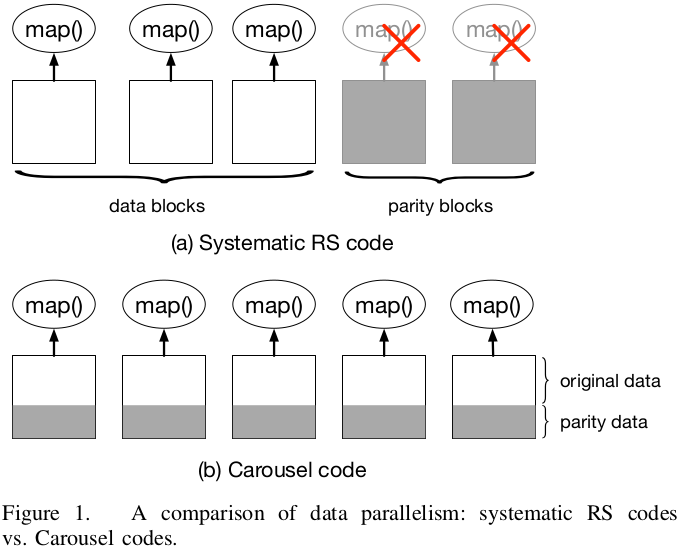 map() map() map() map() map()
data blocks parity blocks
(a) Systematic RS code
map() map() map() map() map()
original data
parity data
(b) Carousel code
Figure 1. A comparison of data parallelism: systematic RS codes
vs. Carousel codes.